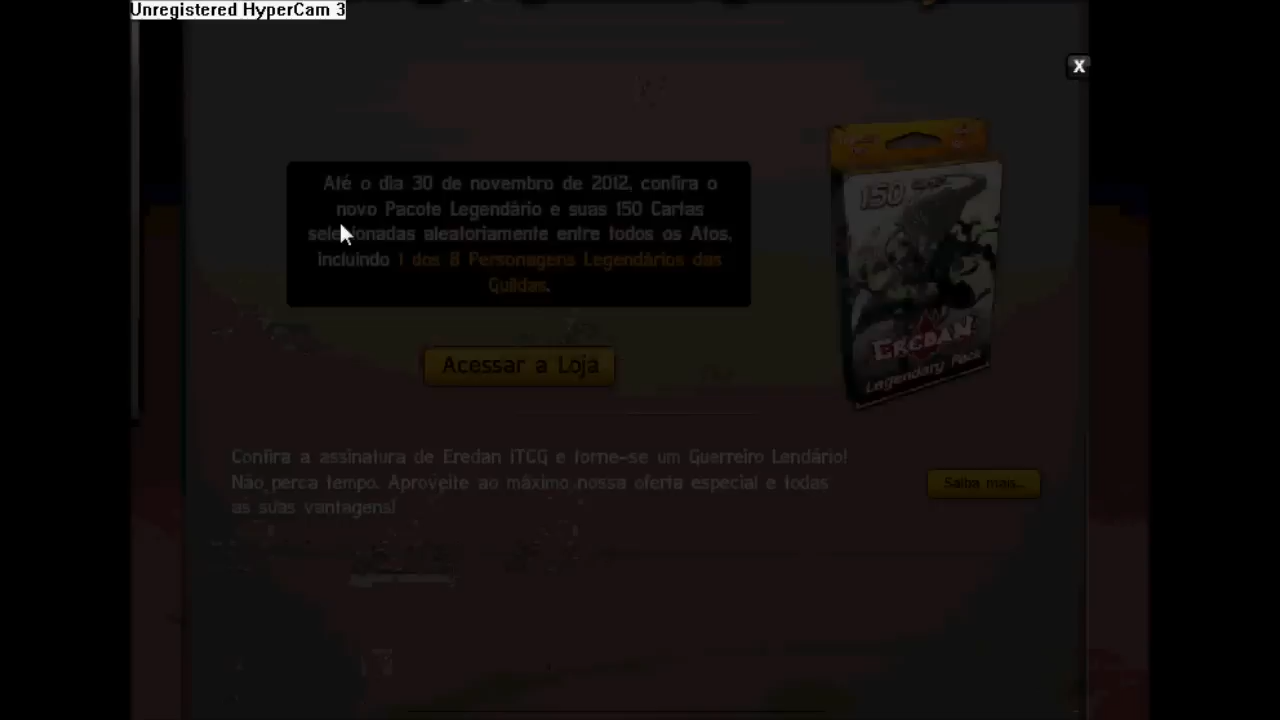 Unregistered HyperCam 3
X
Até o dia 30 de novembro de 2012, confira o
novo Pacote Legendário e suas 150 Cartas
selecionadas aleatoriamente entre todos os Atos,
incluindo 1 dos 8 Personagens Legendários das
Guildas.
150
EREDAN
Legendary Pack
Acessar a Loja
Confira a assinatura de Eredan iTCG e torne-se um Guerreiro Lendário!
Não perca tempo. Aproveite ao máximo nossa oferta especial e todas
as suas vantagens!
Saiba mais...